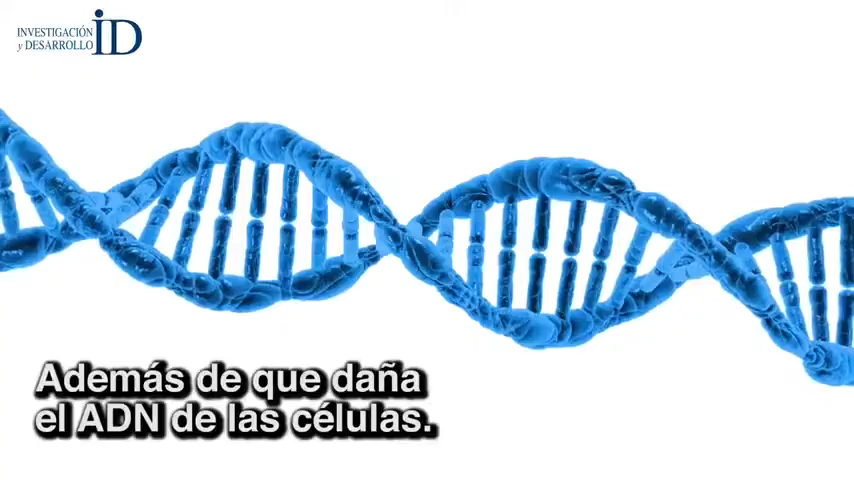 INVESTIGACIÓN
y DESARROLLO
iD
Además de que daña
el ADN de las células.